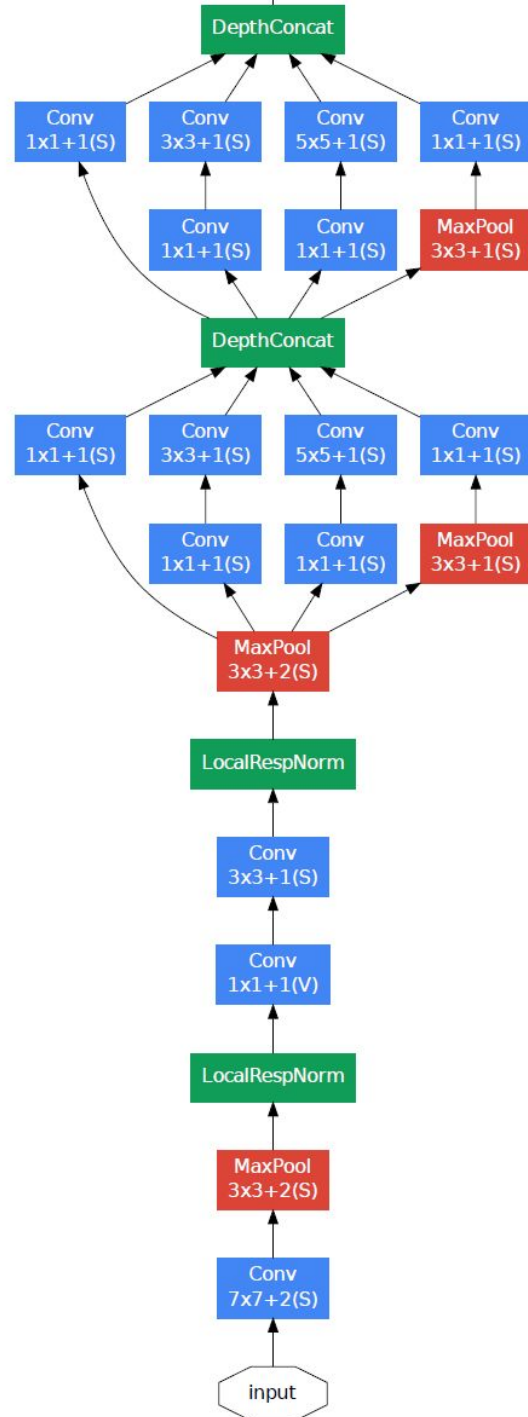 DepthConcat
Conv
1x1+1(S)
Conv
3x3+1(S)
Conv
5x5+1(S)
Conv
1x1+1(S)
Conv
1x1+1(S)
Conv
1x1+1(S)
MaxPool
3x3+1(S)
DepthConcat
Conv
1x1+1(S)
Conv
3x3+1(S)
Conv
5x5+1(S)
Conv
1x1+1(S)
Conv
1x1+1(S)
Conv
1x1+1(S)
MaxPool
3x3+1(S)
MaxPool
3x3+2(S)
LocalRespNorm
Conv
3x3+1(S)
Conv
1x1+1(V)
LocalRespNorm
MaxPool
3x3+2(S)
Conv
7x7+2(S)
input